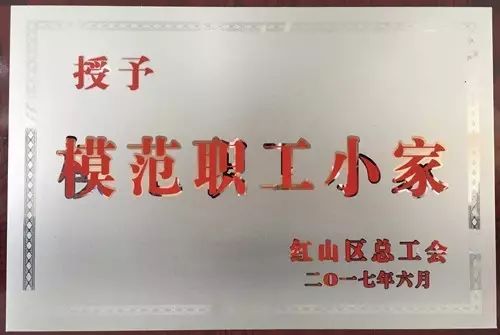 授予
模范职工小家
红山区总工会
二〇一七年六月